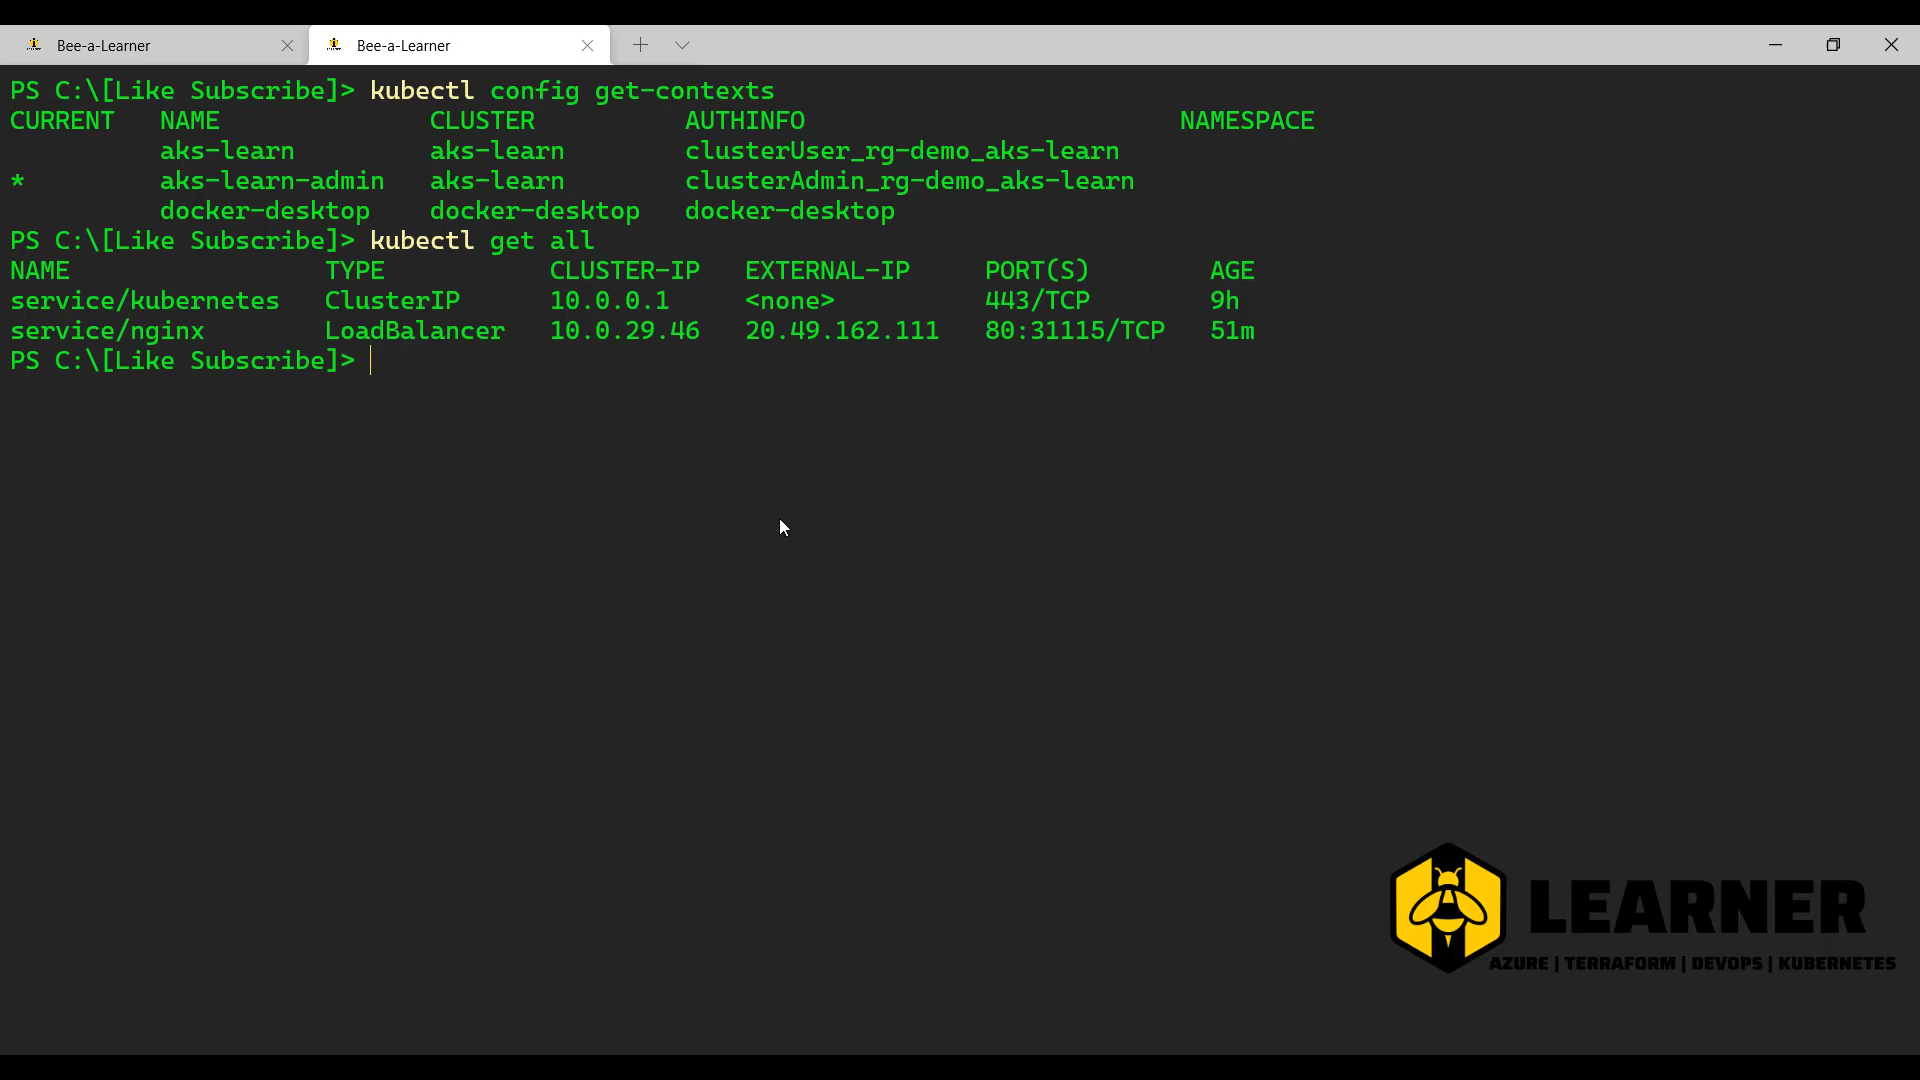 Bee-a-Learner
Bee-a-Learner
PS C:\[Like Subscribe]> kubectl config get-contexts
CURRENT   NAME              CLUSTER          AUTHINFO                         NAMESPACE
          aks-learn         aks-learn        clusterUser_rg-demo_aks-learn
*         aks-learn-admin   aks-learn        clusterAdmin_rg-demo_aks-learn
          docker-desktop    docker-desktop   docker-desktop
PS C:\[Like Subscribe]> kubectl get all
NAME                 TYPE           CLUSTER-IP   EXTERNAL-IP     PORT(S)        AGE
service/kubernetes   ClusterIP      10.0.0.1     <none>          443/TCP        9h
service/nginx        LoadBalancer   10.0.29.46   20.49.162.111   80:31115/TCP   51m
PS C:\[Like Subscribe]>
LEARNER
AZURE | TERRAFORM | DEVOPS | KUBERNETES